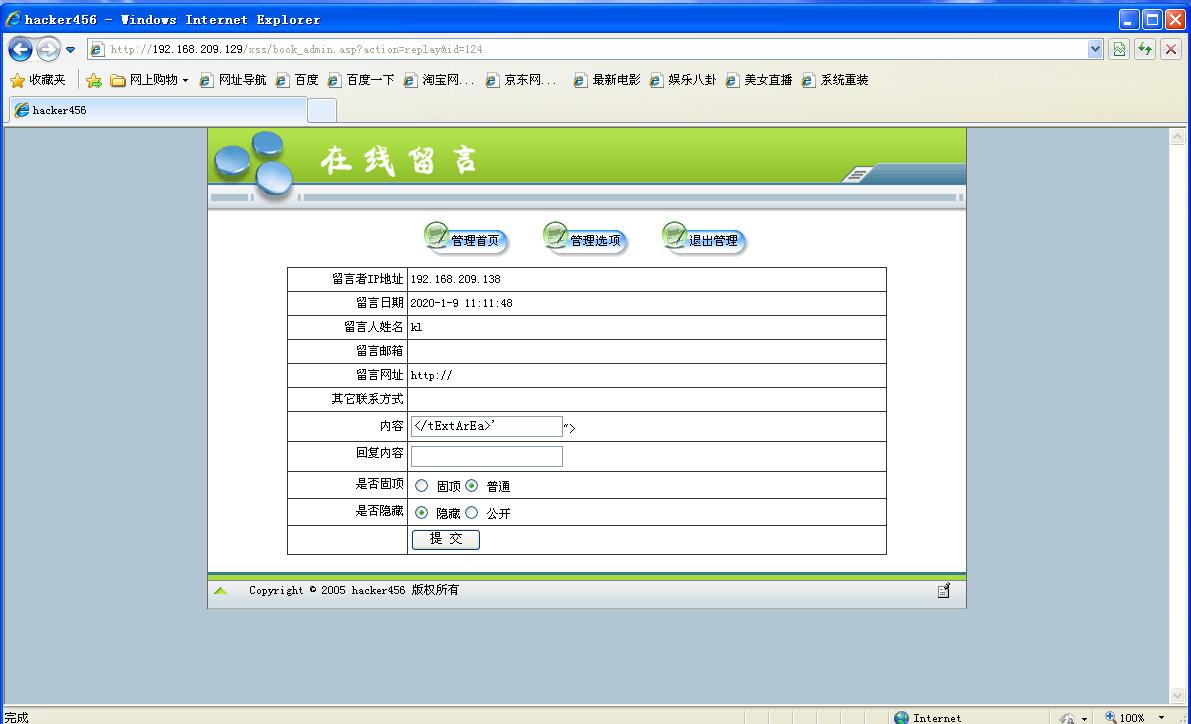 hacker456 - Windows Internet Explorer
http://192.168.209.129/xss/book_admin.asp?action=replay&id=124
收藏夹 网上购物 网址导航 百度 百度一下 淘宝网... 京东网... 最新电影 娱乐八卦 美女直播 系统重装
hacker456
在线留言
管理首页 管理选项 退出管理
留言者IP地址 192.168.209.138
留言日期 2020-1-9 11:11:48
留言人姓名 kl
留言邮箱
留言网址 http://
其它联系方式
内容 </tExtArEa>' ">
回复内容
是否固顶 固顶 普通
是否隐藏 隐藏 公开
提 交
Copyright © 2005 hacker456 版权所有
完成 Internet 100%